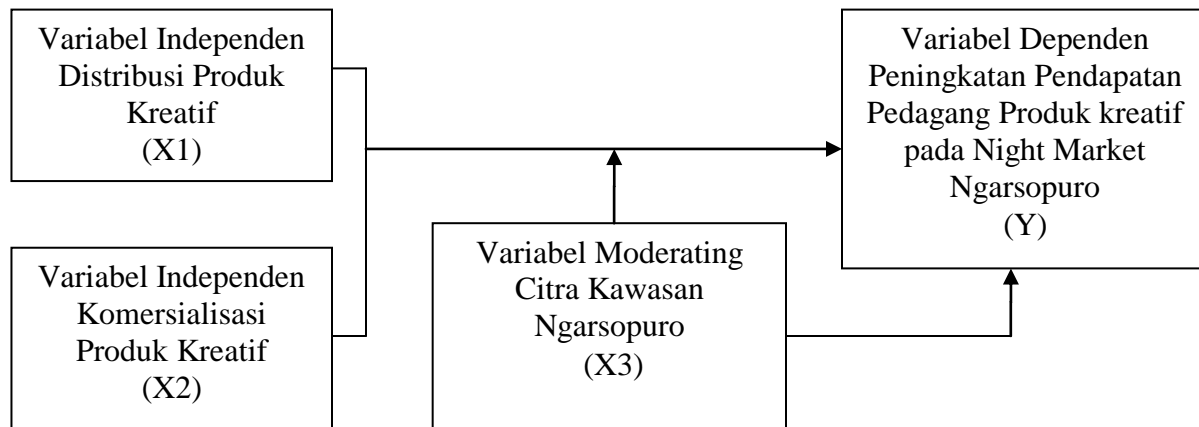 Variabel Independen
Distribusi Produk
Kreatif
(X1)
Variabel Independen
Komersialisasi
Produk Kreatif
(X2)
Variabel Moderating
Citra Kawasan
Ngarsopuro
(X3)
Variabel Dependen
Peningkatan Pendapatan
Pedagang Produk kreatif
pada Night Market
Ngarsopuro
(Y)